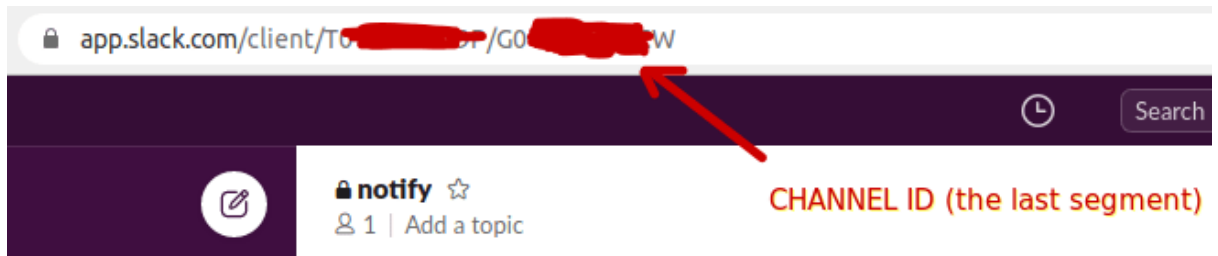 app.slack.com/client/T0 P/G0 W
Search
notify
1 | Add a topic
CHANNEL ID (the last segment)